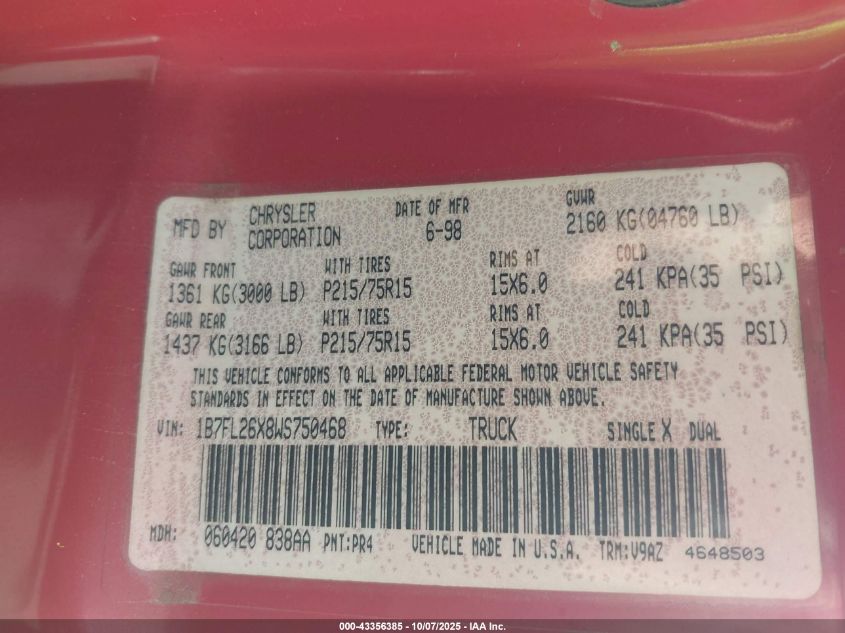 MFD BY CHRYSLER CORPORATION DATE OF MFR 6-98 GVWR 2160 KG(04760 LB)
GAWR FRONT WITH TIRES RIMS AT COLD
1361 KG(3000 LB) P215/75R15 15X6.0 241 KPA(35 PSI)
GAWR REAR WITH TIRES RIMS AT COLD
1437 KG(3166 LB) P215/75R15 15X6.0 241 KPA(35 PSI)
THIS VEHICLE CONFORMS TO ALL APPLICABLE FEDERAL MOTOR VEHICLE SAFETY
STANDARDS IN EFFECT ON THE DATE OF MANUFACTURE SHOWN ABOVE.
VIN: 1B7FL26X8WS750468 TYPE: TRUCK SINGLE X DUAL
MDH: 060420 838AA PNT:PR4 VEHICLE MADE IN U.S.A. TRM:V9AZ 4648503
000-43356385 - 10/07/2025 - IAA Inc.